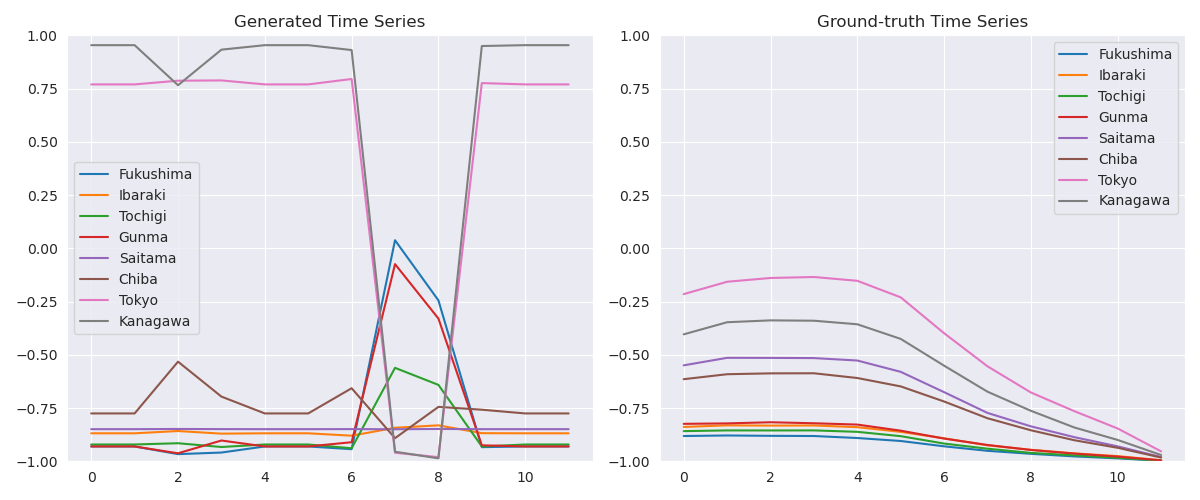 Generated Time Series
1.00
0.75
0.50
0.25
0.00
−0.25
−0.50
−0.75
−1.00
0 2 4 6 8 10
Fukushima
Ibaraki
Tochigi
Gunma
Saitama
Chiba
Tokyo
Kanagawa
Ground-truth Time Series
1.00
0.75
0.50
0.25
0.00
−0.25
−0.50
−0.75
−1.00
0 2 4 6 8 10
Fukushima
Ibaraki
Tochigi
Gunma
Saitama
Chiba
Tokyo
Kanagawa